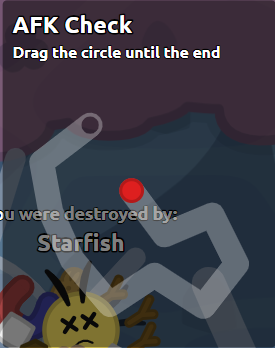 AFK Check
Drag the circle until the end
ou were destroyed by:
Starfish